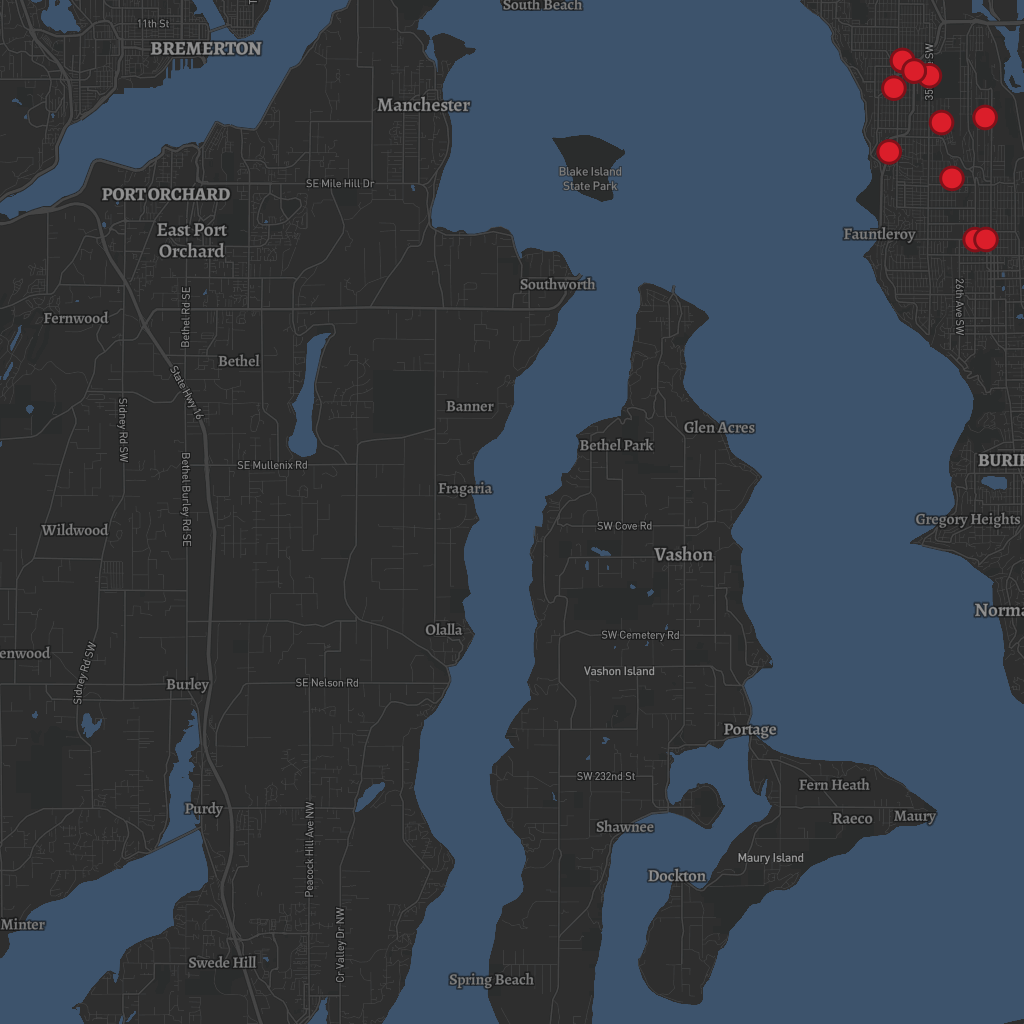 South Beach
11th St
BREMERTON
Manchester
Blake Island
State Park
SE Mile Hill Dr
PORT ORCHARD
East Port
Orchard
Fauntleroy
Southworth
26th Ave SW
Bethel Rd SE
Fernwood
Bethel
State Hwy 16
Banner
Sidney Rd SW
Glen Acres
Bethel Park
BURIE
SE Mullenix Rd
Fragaria
Bethel Burley Rd SE
Gregory Heights
SW Cove Rd
Wildwood
Vashon
Norma
Olalla
SW Cemetery Rd
enwood
Sidney Rd SW
Vashon Island
SE Nelson Rd
Burley
Portage
SW 232nd St
Fern Heath
Purdy
Raeco
Maury
Shawnee
Peacock Hill Ave NW
Maury Island
Dockton
Minter
Cr Valley Dr NW
Swede Hill
Spring Beach